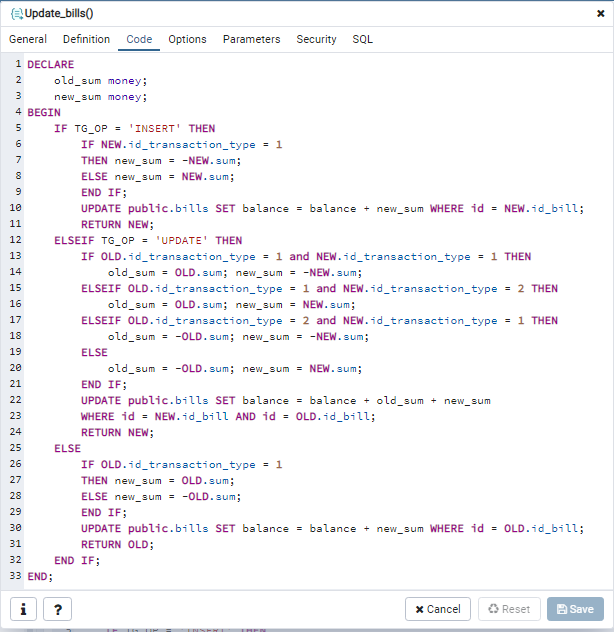 Update_bills()
General Definition Code Options Parameters Security SQL
1 DECLARE
2 old_sum money;
3 new_sum money;
4 BEGIN
5 IF TG_OP = 'INSERT' THEN
6 IF NEW.id_transaction_type = 1
7 THEN new_sum = -NEW.sum;
8 ELSE new_sum = NEW.sum;
9 END IF;
10 UPDATE public.bills SET balance = balance + new_sum WHERE id = NEW.id_bill;
11 RETURN NEW;
12 ELSEIF TG_OP = 'UPDATE' THEN
13 IF OLD.id_transaction_type = 1 and NEW.id_transaction_type = 1 THEN
14 old_sum = OLD.sum; new_sum = -NEW.sum;
15 ELSEIF OLD.id_transaction_type = 1 and NEW.id_transaction_type = 2 THEN
16 old_sum = OLD.sum; new_sum = NEW.sum;
17 ELSEIF OLD.id_transaction_type = 2 and NEW.id_transaction_type = 1 THEN
18 old_sum = -OLD.sum; new_sum = -NEW.sum;
19 ELSE
20 old_sum = -OLD.sum; new_sum = NEW.sum;
21 END IF;
22 UPDATE public.bills SET balance = balance + old_sum + new_sum
23 WHERE id = NEW.id_bill AND id = OLD.id_bill;
24 RETURN NEW;
25 ELSE
26 IF OLD.id_transaction_type = 1
27 THEN new_sum = OLD.sum;
28 ELSE new_sum = -OLD.sum;
29 END IF;
30 UPDATE public.bills SET balance = balance + new_sum WHERE id = OLD.id_bill;
31 RETURN OLD;
32 END IF;
33 END;
i ? Cancel Reset Save